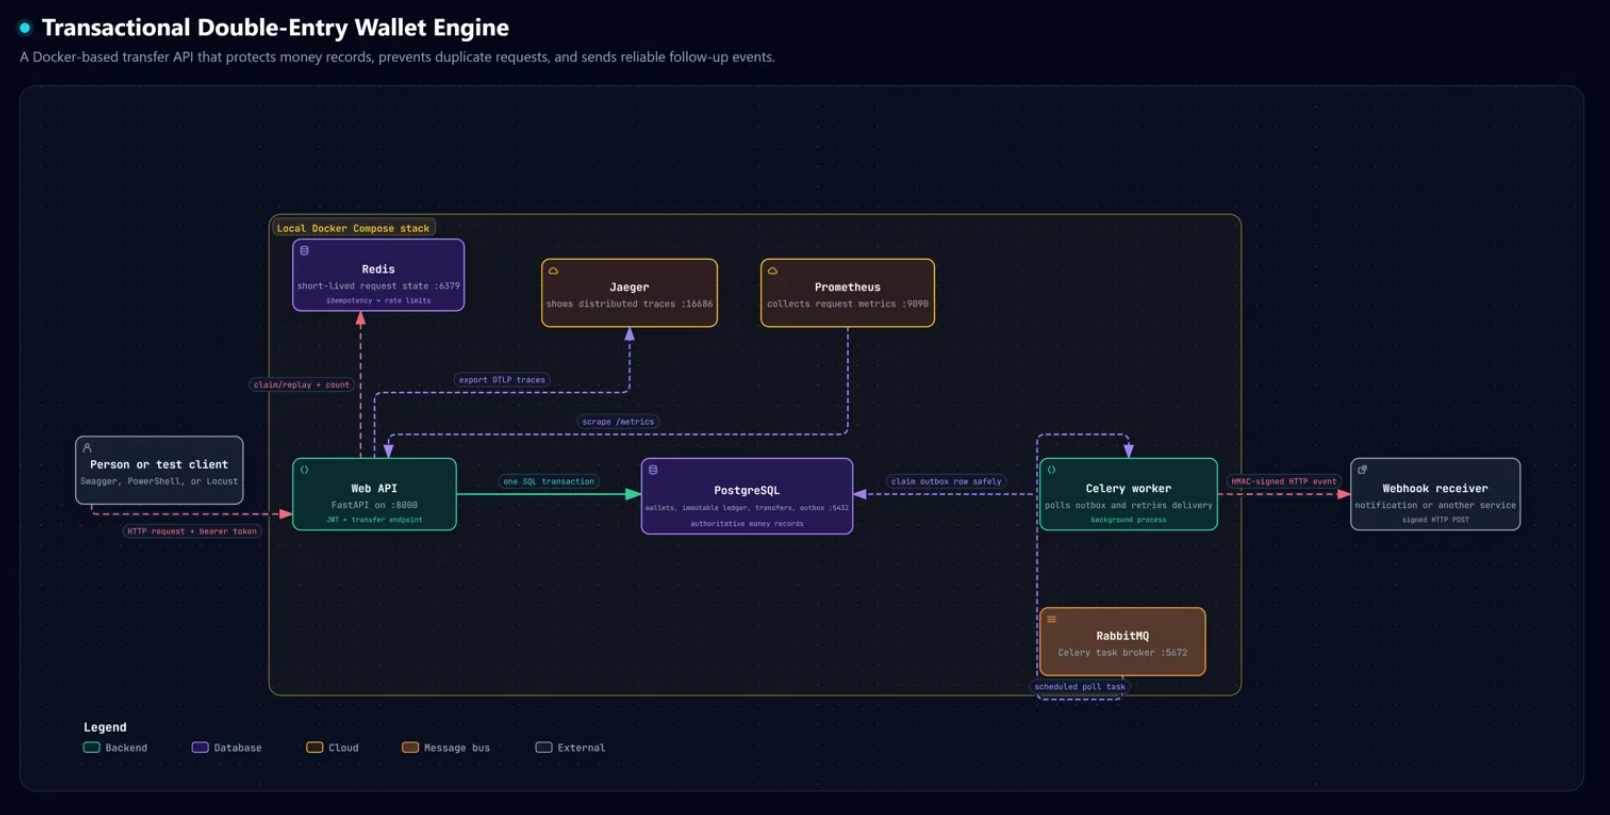 Transactional Double-Entry Wallet Engine
A Docker-based transfer API that protects money records, prevents duplicate requests, and sends reliable follow-up events.
Local Docker Compose stack
Redis
short-lived request state :6379
idempotency + rate limits
Jaeger
shows distributed traces :16686
Prometheus
collects request metrics :9090
export OTLP traces
claim/replay + count
scrape /metrics
Person or test client
Swagger, PowerShell, or Locust
HTTP request + bearer token
Web API
FastAPI on :8000
JWT + transfer endpoint
one SQL transaction
PostgreSQL
wallets, immutable ledger, transfers, outbox :5432
authoritative money records
claim outbox row safely
Celery worker
polls outbox and retries delivery
background process
HMAC-signed HTTP event
Webhook receiver
notification or another service
signed HTTP POST
RabbitMQ
Celery task broker :5672
scheduled poll task
Legend
Backend
Database
Cloud
Message bus
External